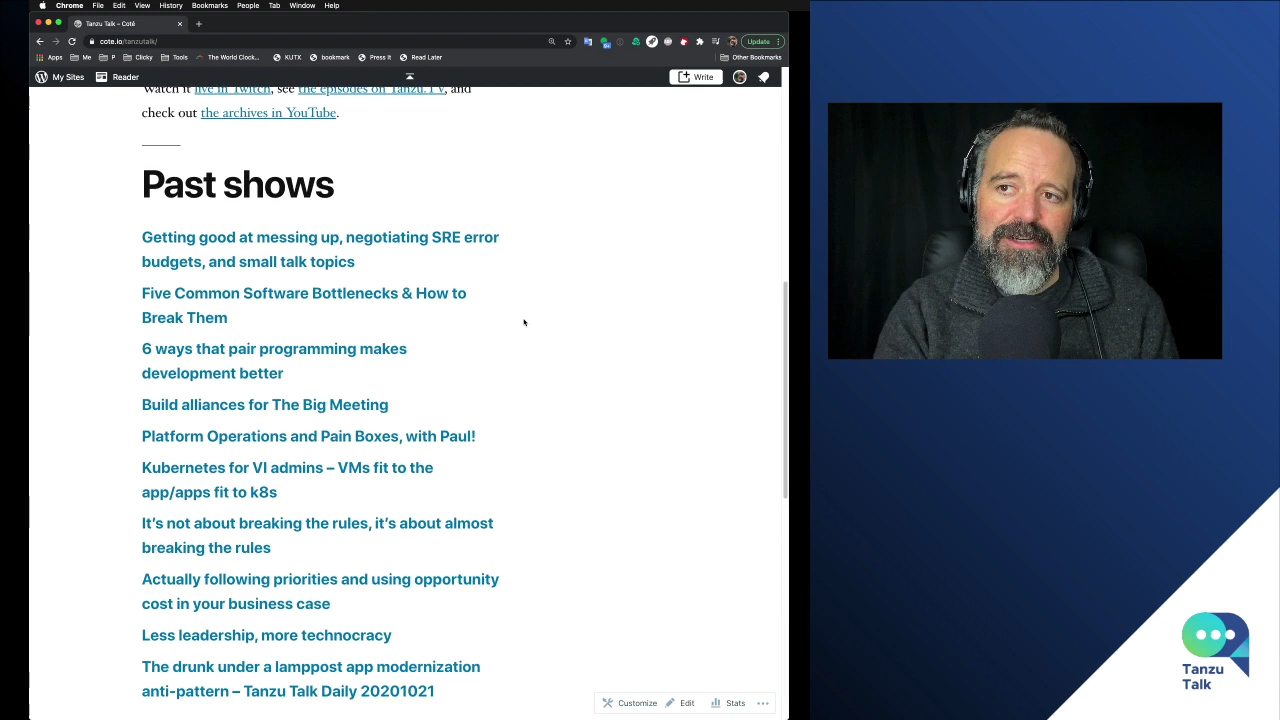 Chrome File Edit View History Bookmarks People Tab Window Help
Tanzu Talk – Coté
cote.io/tanzutalk/
Update
Apps Me P Clicky Tools The World Clock... KUTX bookmark Press It Read Later Other Bookmarks
My Sites Reader Write
Watch it live in Twitch, see the episodes on Tanzu.TV, and
check out the archives in YouTube.
Past shows
Getting good at messing up, negotiating SRE error
budgets, and small talk topics
Five Common Software Bottlenecks & How to
Break Them
6 ways that pair programming makes
development better
Build alliances for The Big Meeting
Platform Operations and Pain Boxes, with Paul!
Kubernetes for VI admins – VMs fit to the
app/apps fit to k8s
It's not about breaking the rules, it's about almost
breaking the rules
Actually following priorities and using opportunity
cost in your business case
Less leadership, more technocracy
The drunk under a lamppost app modernization
anti-pattern – Tanzu Talk Daily 20201021
Customize Edit Stats
Tanzu
Talk